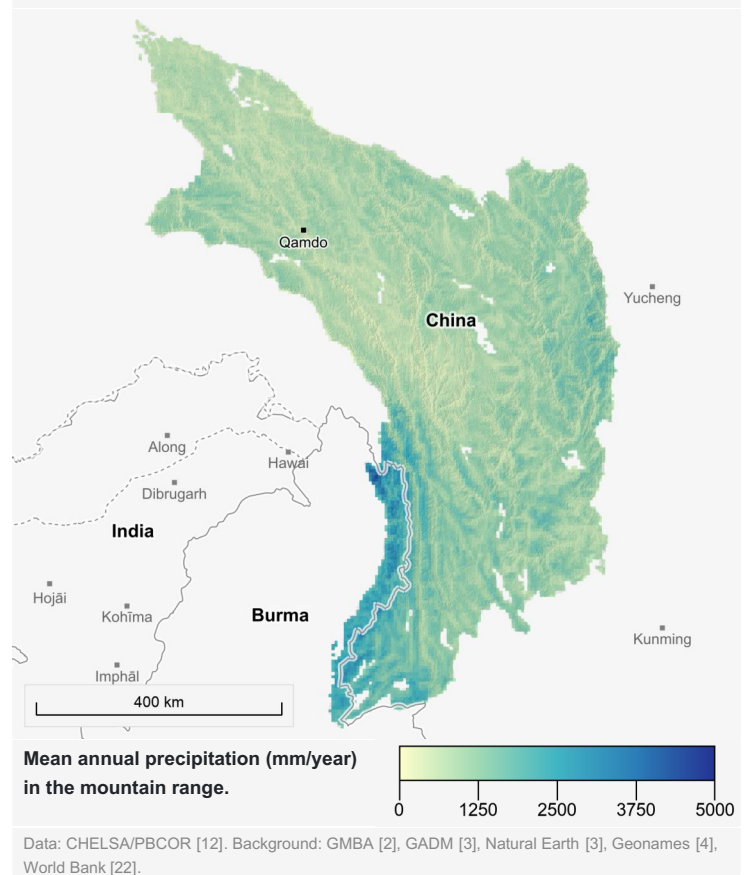 Qamdo
Yucheng
China
Along
Hawai
Dibrugarh
India
Hojāi
Burma
Kohīma
Kunming
Imphāl
400 km
Mean annual precipitation (mm/year)
in the mountain range.
0 1250 2500 3750 5000
Data: CHELSA/PBCOR [12]. Background: GMBA [2], GADM [3], Natural Earth [3], Geonames [4],
World Bank [22].